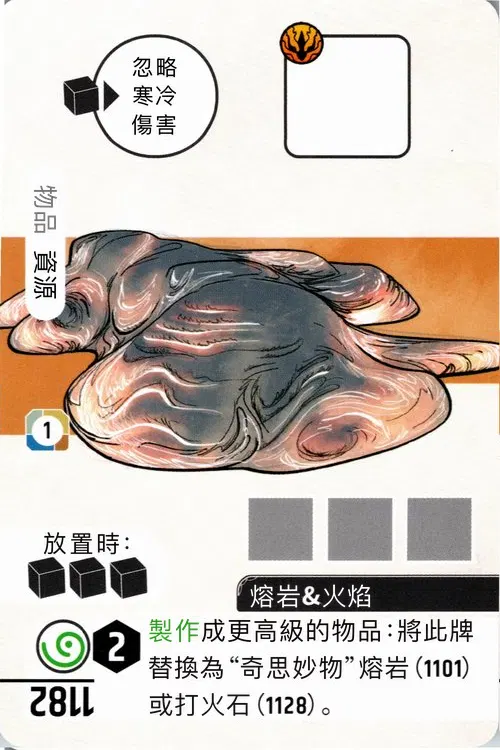 忽略
寒冷
傷害
物品 資源
1
放置時：
熔岩&火焰
2
製作成更高級的物品：將此牌
替換為“奇思妙物”熔岩（1101）
或打火石（1128）。
1182